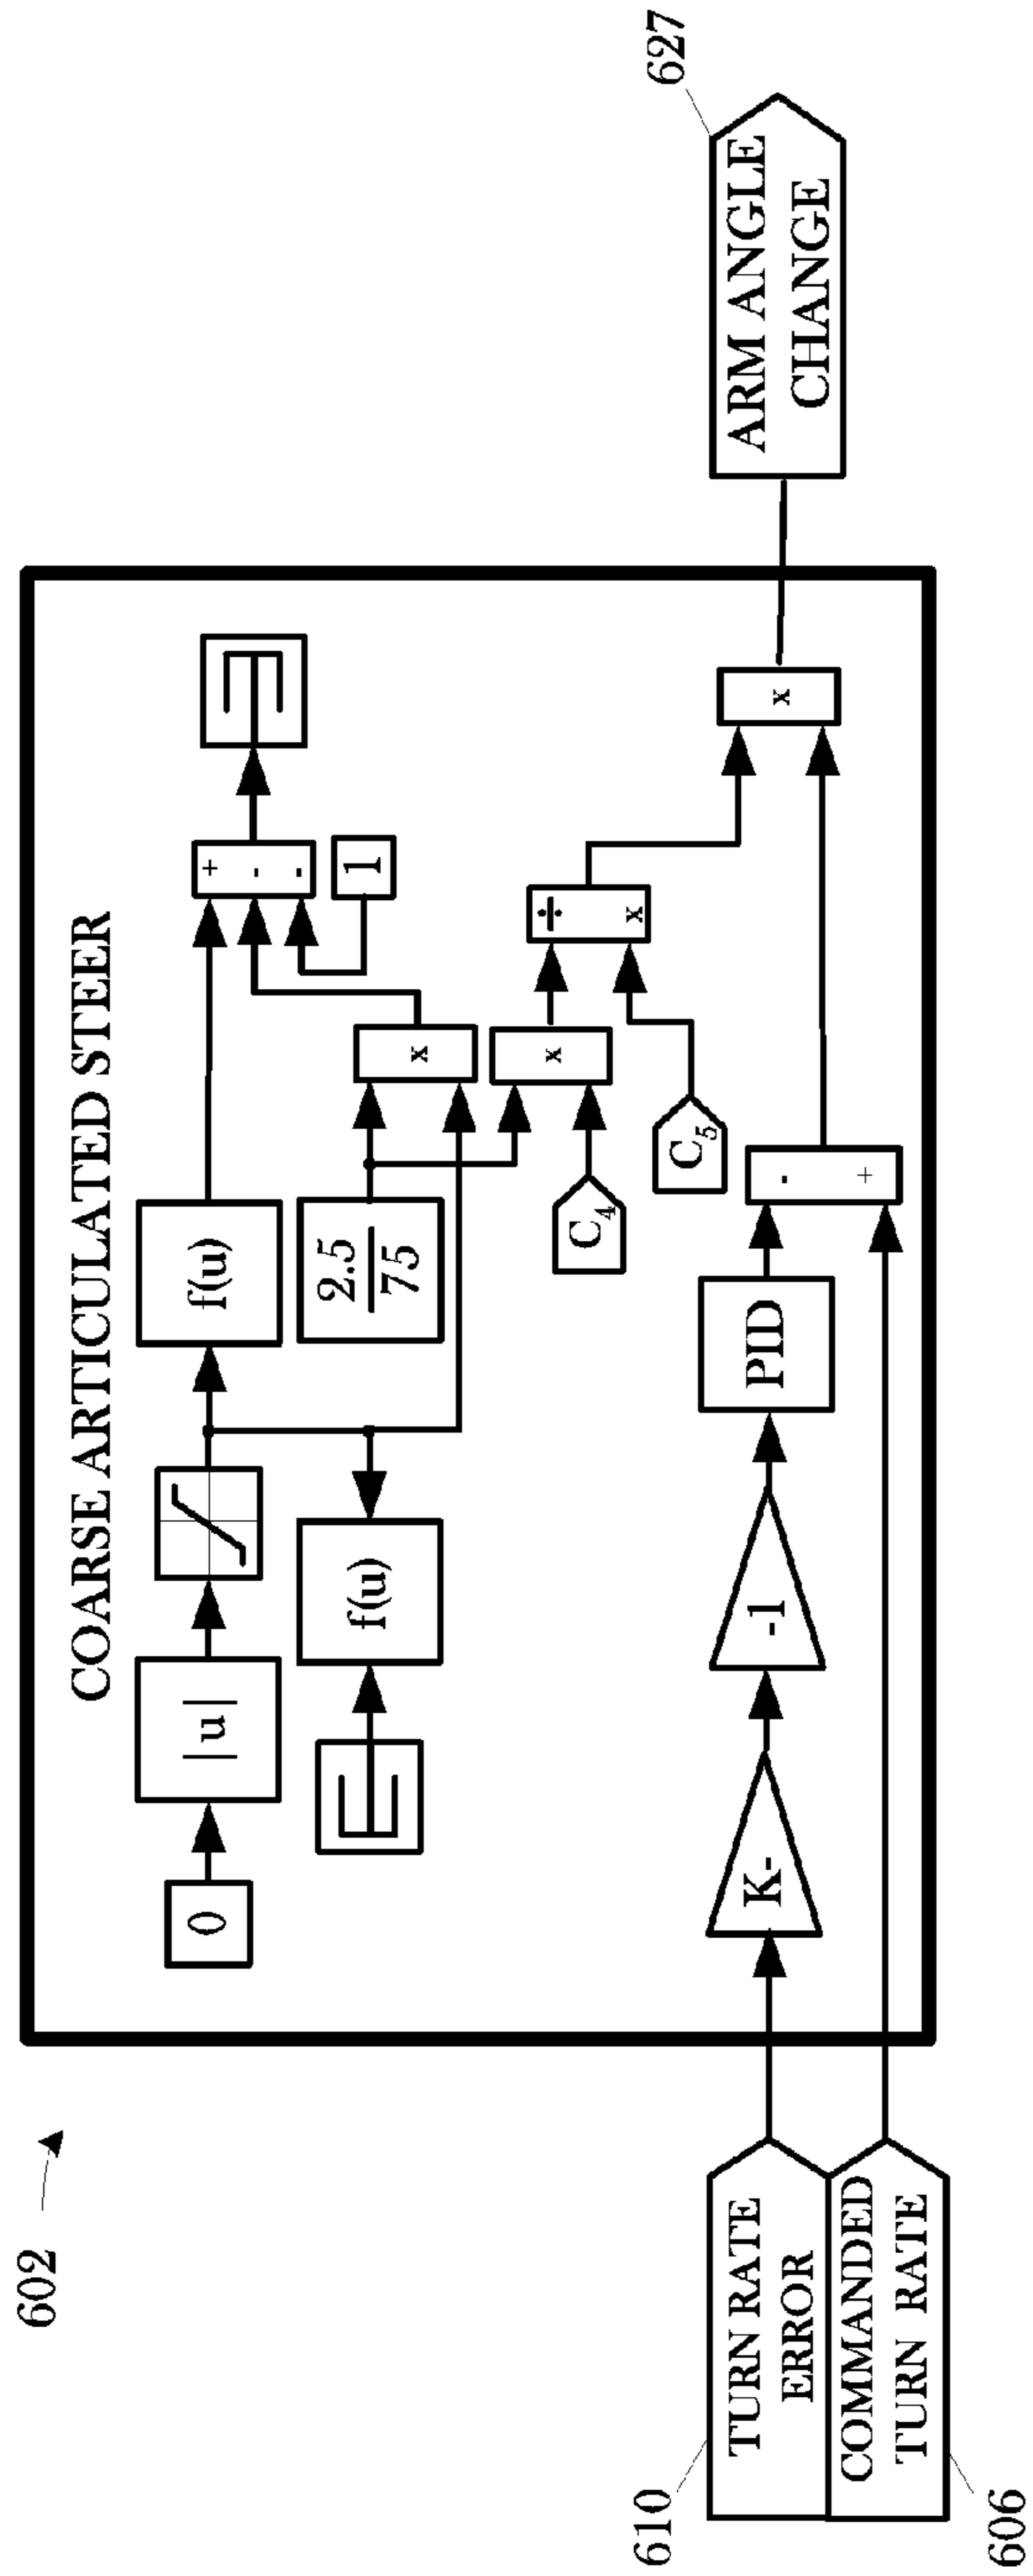 602
COARSE ARTICULATED STEER
0
|u|
f(u)
+
-
-
1
f(u)
2.5
75
x
x
C4
÷
x
C5
x
K-
-1
PID
-
+
610
TURN RATE
ERROR
COMMANDED
TURN RATE
606
ARM ANGLE
CHANGE
627